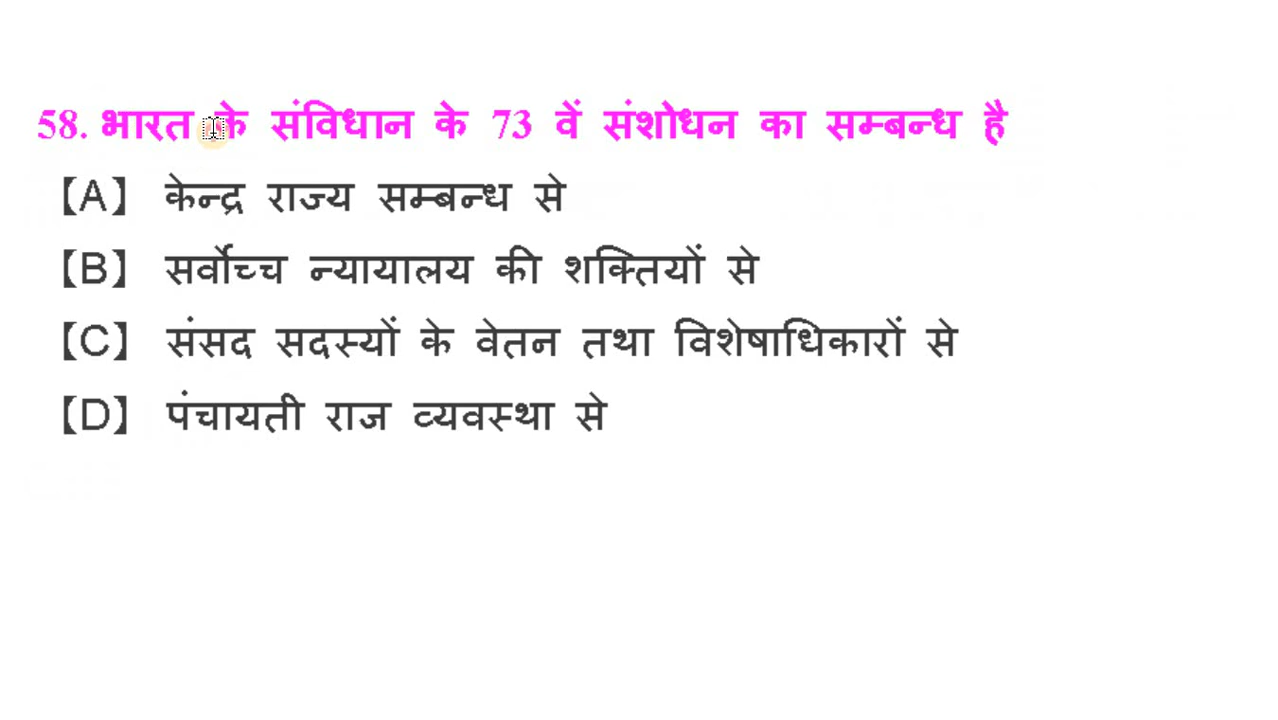 58. भारत के संविधान के 73 वें संशोधन का सम्बन्ध है
【A】 केन्द्र राज्य सम्बन्ध से
【B】 सर्वोच्च न्यायालय की शक्तियों से
【C】 संसद सदस्यों के वेतन तथा विशेषाधिकारों से
【D】 पंचायती राज व्यवस्था से